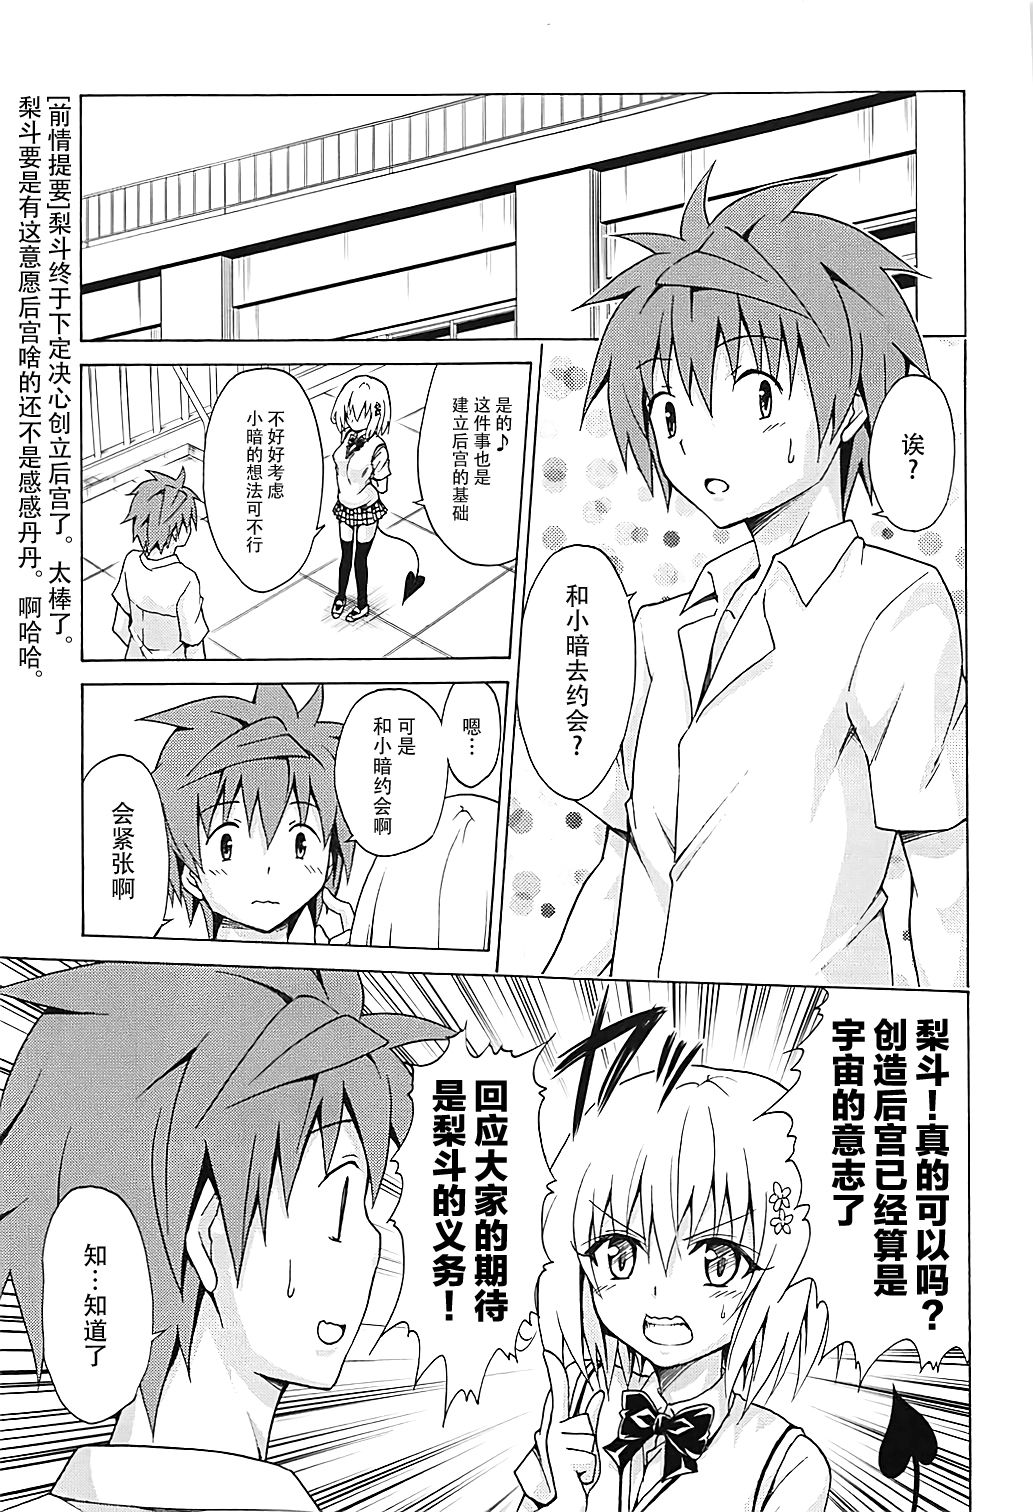 [前情提要]梨斗终于下定决心创立后宫了。太棒了。
梨斗要是有这意愿后宫啥的还不是感感丹丹。啊哈哈。
诶？
和小暗去约会？
是的♪
这件事也是
建立后宫的基础
不好好考虑
小暗的想法可不行
嗯…
可是
和小暗约会啊
会紧张啊
梨斗！真的可以吗？
创造后宫已经算是
宇宙的意志了
回应大家的期待
是梨斗的义务！
知…知道了